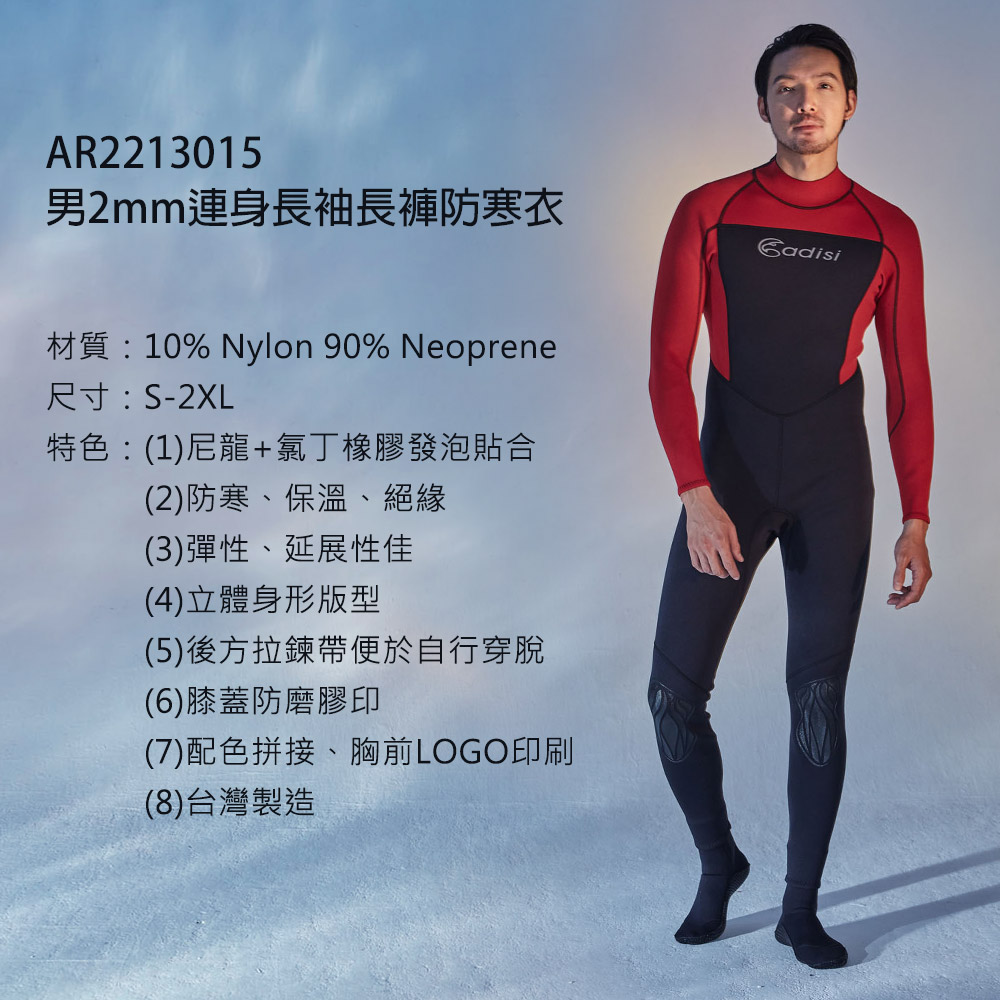 AR2213015
男2mm連身長袖長褲防寒衣
材質：10% Nylon 90% Neoprene
尺寸：S-2XL
特色：(1)尼龍+氯丁橡膠發泡貼合
(2)防寒、保溫、絕緣
(3)彈性、延展性佳
(4)立體身形版型
(5)後方拉鍊帶便於自行穿脫
(6)膝蓋防磨膠印
(7)配色拼接、胸前LOGO印刷
(8)台灣製造
adisi